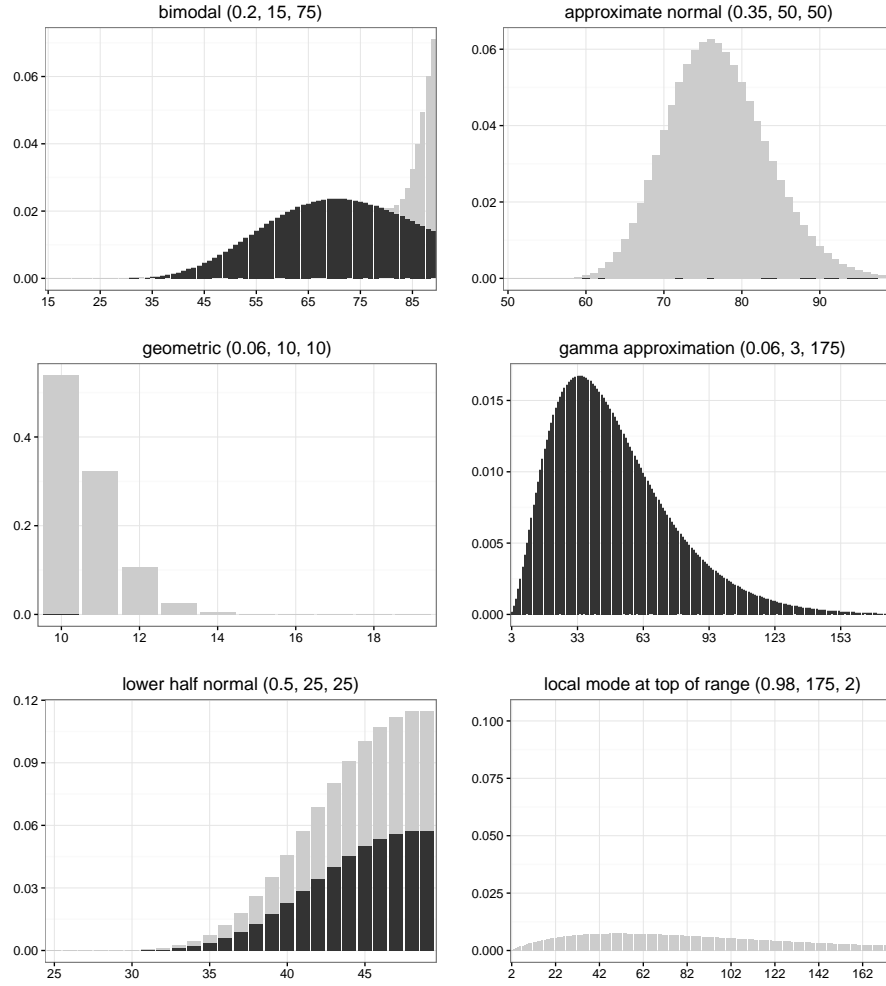 bimodal (0.2, 15, 75)
0.06
0.04
0.02
0.00
15 25 35 45 55 65 75 85
approximate normal (0.35, 50, 50)
0.06
0.04
0.02
0.00
50 60 70 80 90
geometric (0.06, 10, 10)
0.4
0.2
0.0
10 12 14 16 18
gamma approximation (0.06, 3, 175)
0.015
0.010
0.005
0.000
3 33 63 93 123 153
lower half normal (0.5, 25, 25)
0.12
0.09
0.06
0.03
0.00
25 30 35 40 45
local mode at top of range (0.98, 175, 2)
0.100
0.075
0.050
0.025
0.000
2 22 42 62 82 102 122 142 162